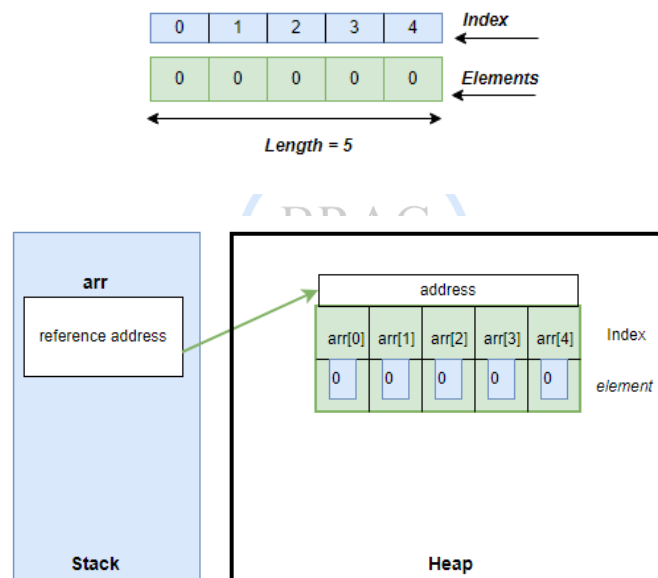 0 1 2 3 4 Index
0 0 0 0 0 Elements
Length = 5
BRAC
arr
reference address
address
arr[0] arr[1] arr[2] arr[3] arr[4] Index
0 0 0 0 0 element
Stack Heap